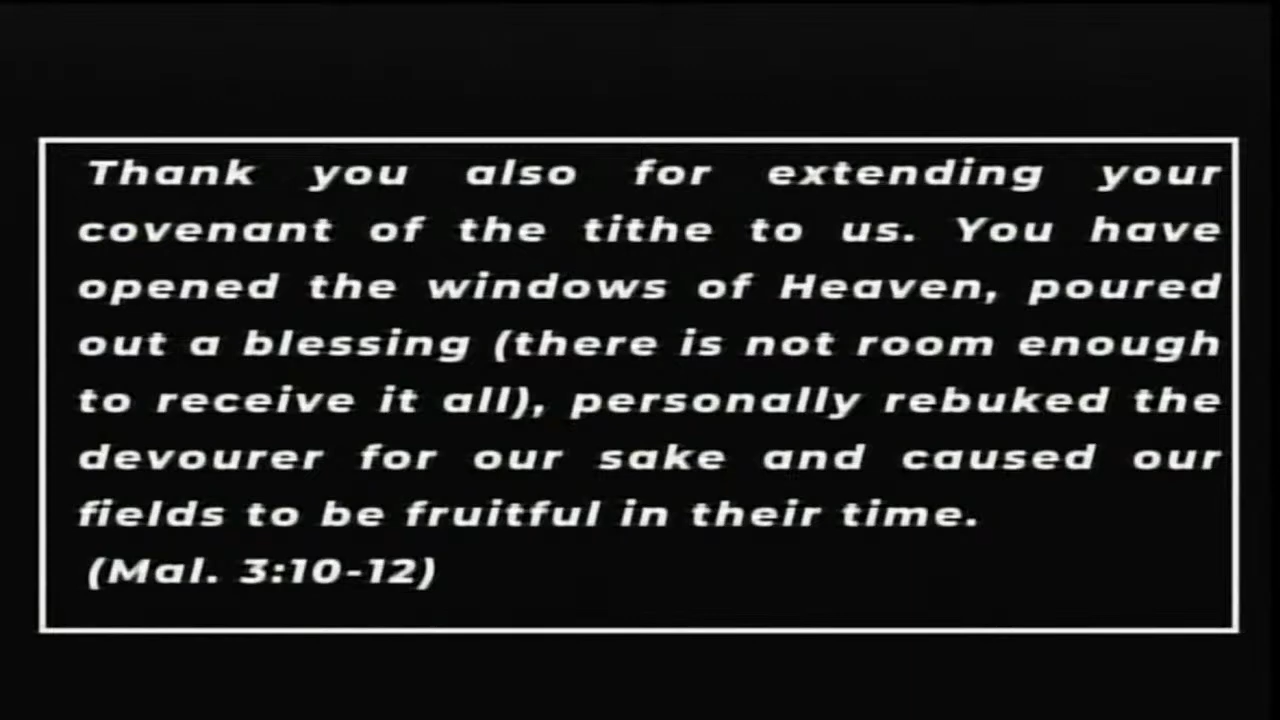 Thank you also for extending your
covenant of the tithe to us. You have
opened the windows of Heaven, poured
out a blessing (there is not room enough
to receive it all), personally rebuked the
devourer for our sake and caused our
fields to be fruitful in their time.
(Mal. 3:10-12)